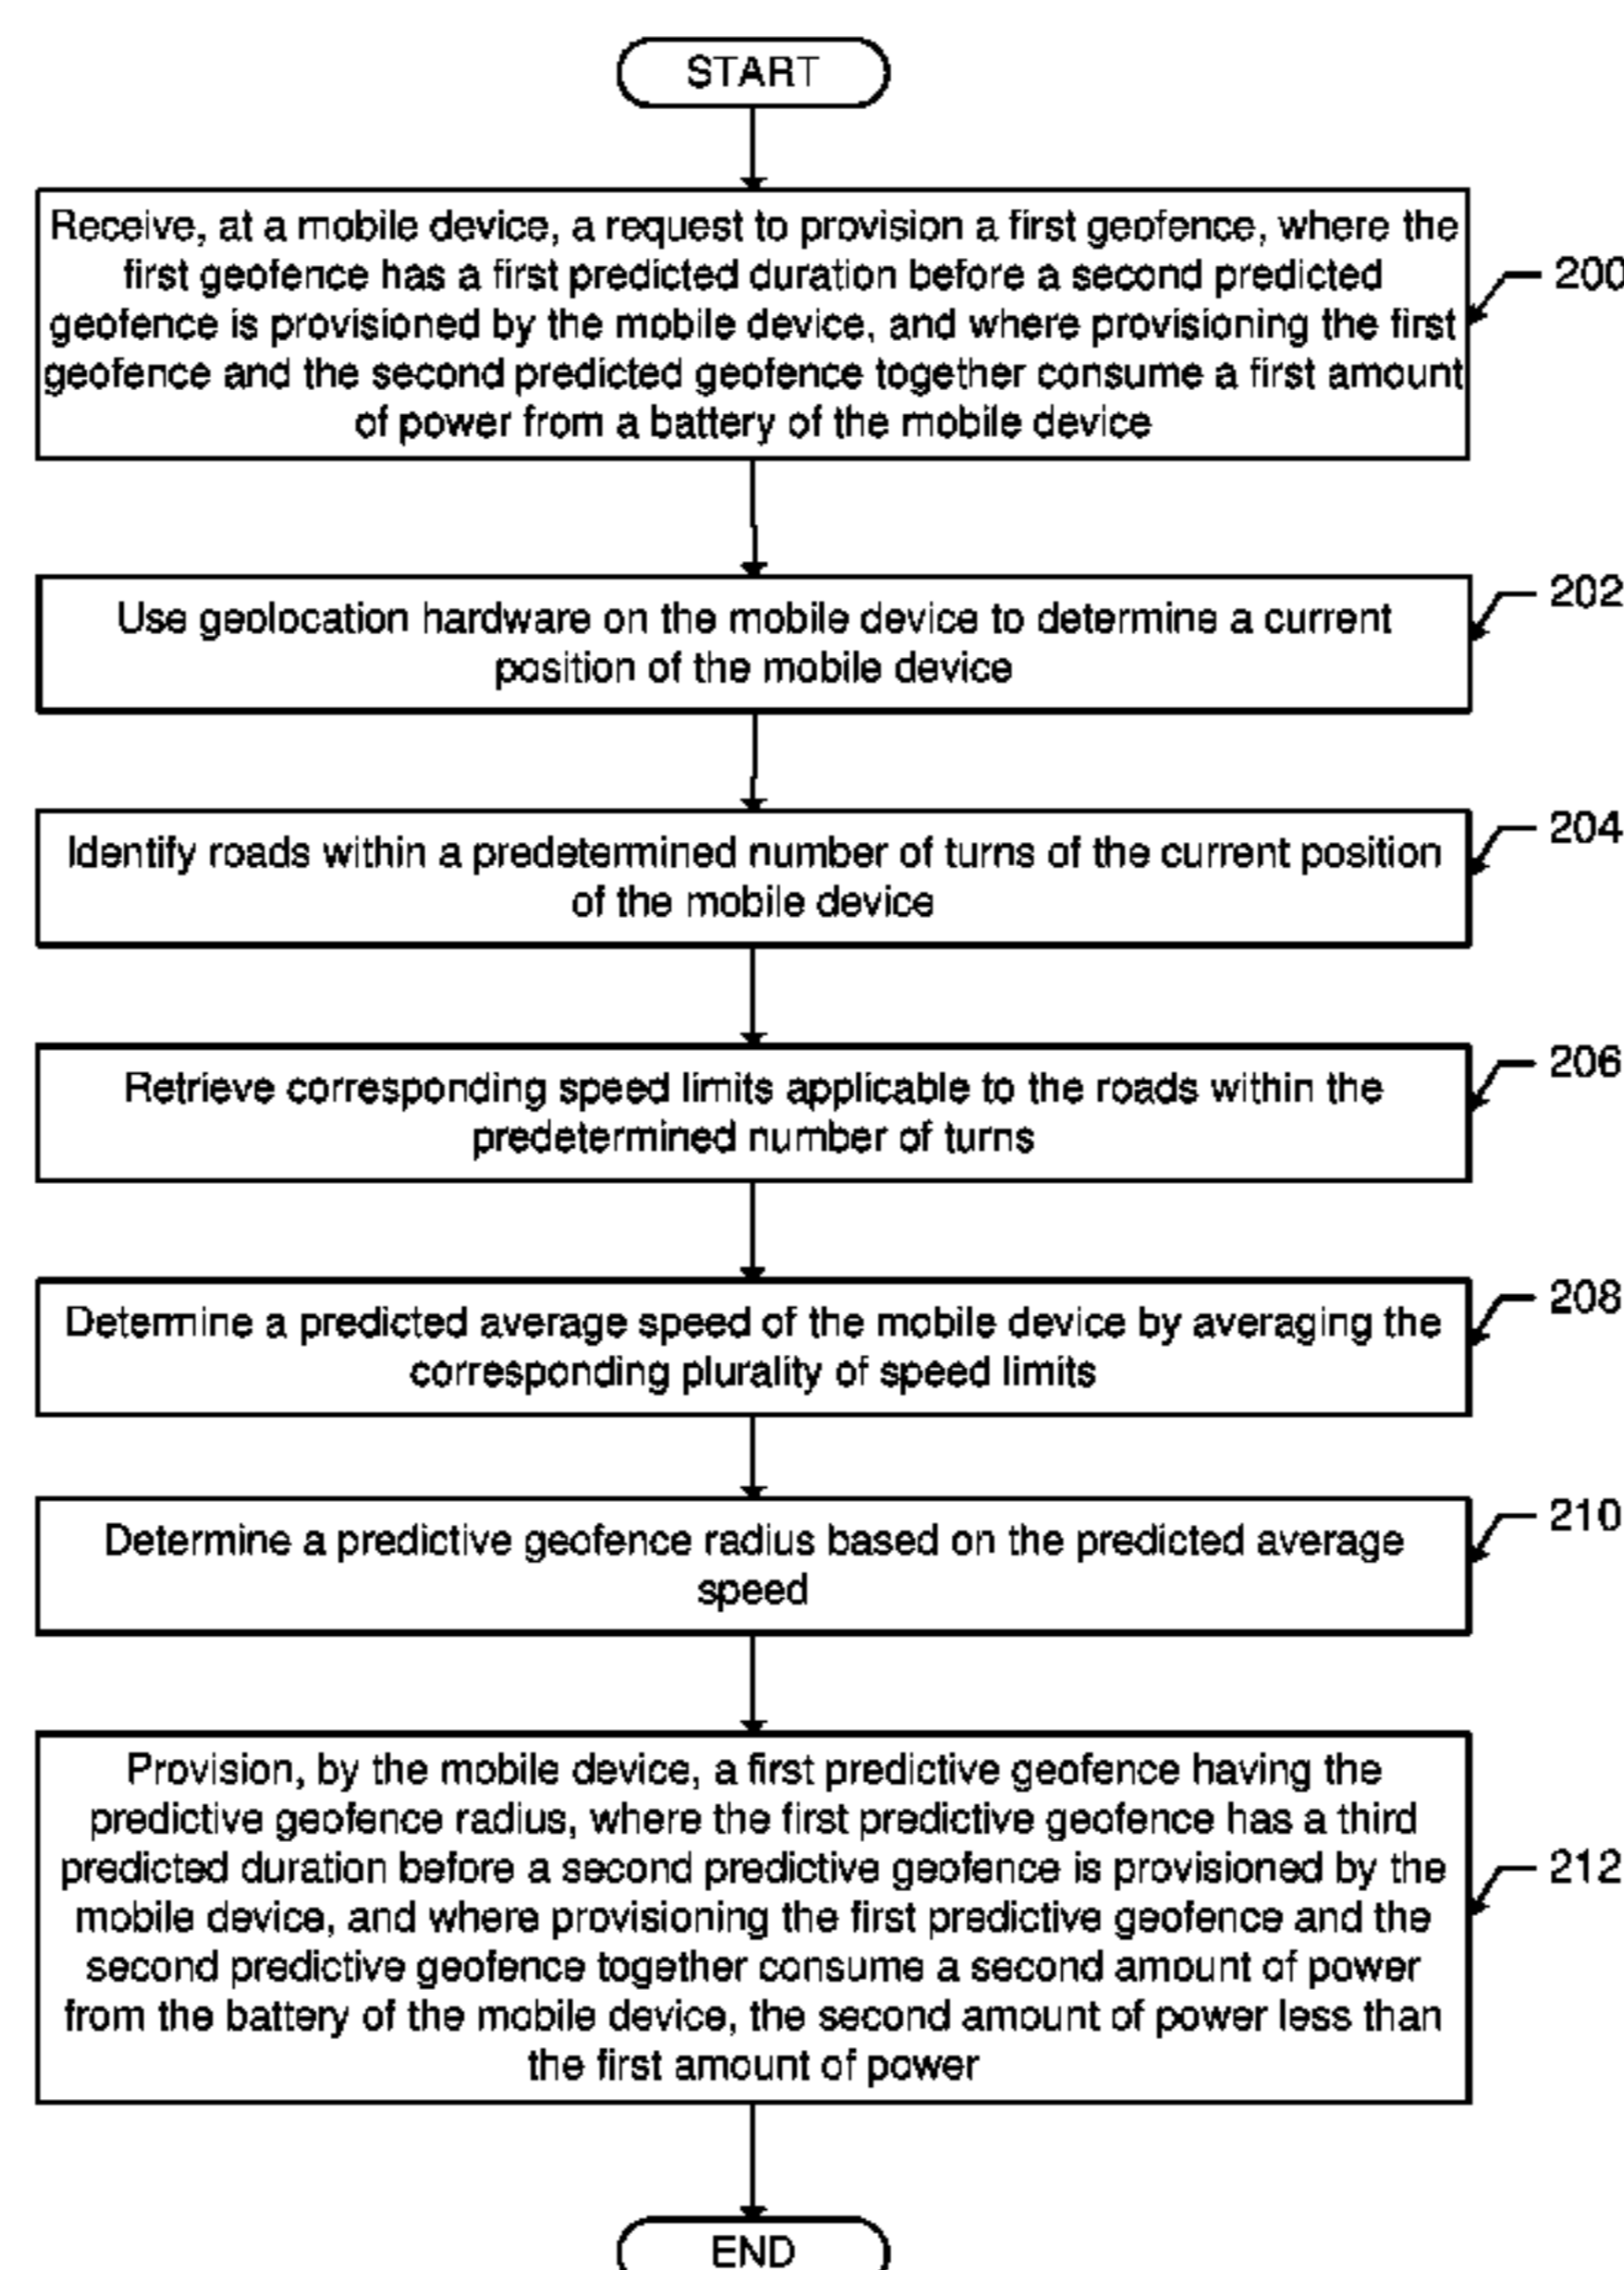 START
Receive, at a mobile device, a request to provision a first geofence, where the
first geofence has a first predicted duration before a second predicted
geofence is provisioned by the mobile device, and where provisioning the first
geofence and the second predicted geofence together consume a first amount
of power from a battery of the mobile device
200
Use geolocation hardware on the mobile device to determine a current
position of the mobile device
202
Identify roads within a predetermined number of turns of the current position
of the mobile device
204
Retrieve corresponding speed limits applicable to the roads within the
predetermined number of turns
206
Determine a predicted average speed of the mobile device by averaging the
corresponding plurality of speed limits
208
Determine a predictive geofence radius based on the predicted average
speed
210
Provision, by the mobile device, a first predictive geofence having the
predictive geofence radius, where the first predictive geofence has a third
predicted duration before a second predictive geofence is provisioned by the
mobile device, and where provisioning the first predictive geofence and the
second predictive geofence together consume a second amount of power
from the battery of the mobile device, the second amount of power less than
the first amount of power
212
END